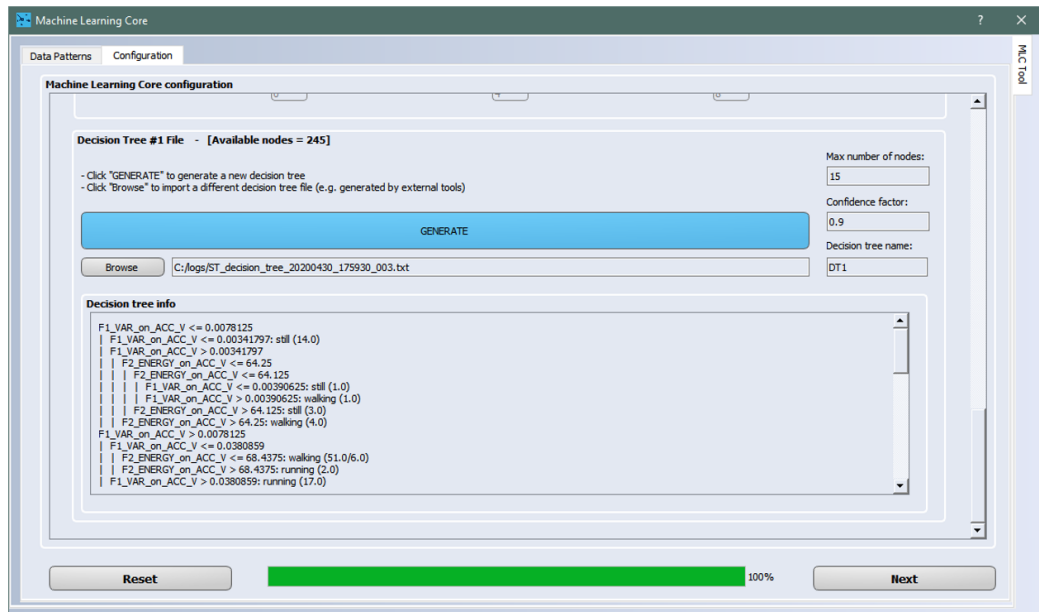 Machine Learning Core
?
Data Patterns
Configuration
MLC Tool
Machine Learning Core configuration
Decision Tree #1 File - [Available nodes = 245]
Max number of nodes:
- Click "GENERATE" to generate a new decision tree
15
- Click "Browse" to import a different decision tree file (e.g. generated by external tools)
Confidence factor:
0.9
GENERATE
Decision tree name:
Browse
C:/logs/ST_decision_tree_20200430_175930_003.txt
DT1
Decision tree info
F1_VAR_on_ACC_V <= 0.0078125
| F1_VAR_on_ACC_V <= 0.00341797: still (14.0)
| F1_VAR_on_ACC_V > 0.00341797
| | F2_ENERGY_on_ACC_V <= 64.25
| | | F2_ENERGY_on_ACC_V <= 64.125
| | | | F1_VAR_on_ACC_V <= 0.00390625: still (1.0)
| | | | F1_VAR_on_ACC_V > 0.00390625: walking (1.0)
| | | F2_ENERGY_on_ACC_V > 64.125: still (3.0)
| | F2_ENERGY_on_ACC_V > 64.25: walking (4.0)
F1_VAR_on_ACC_V > 0.0078125
| F1_VAR_on_ACC_V <= 0.0380859
| | F2_ENERGY_on_ACC_V <= 68.4375: walking (51.0/6.0)
| | F2_ENERGY_on_ACC_V > 68.4375: running (2.0)
| F1_VAR_on_ACC_V > 0.0380859: running (17.0)
Reset
100%
Next